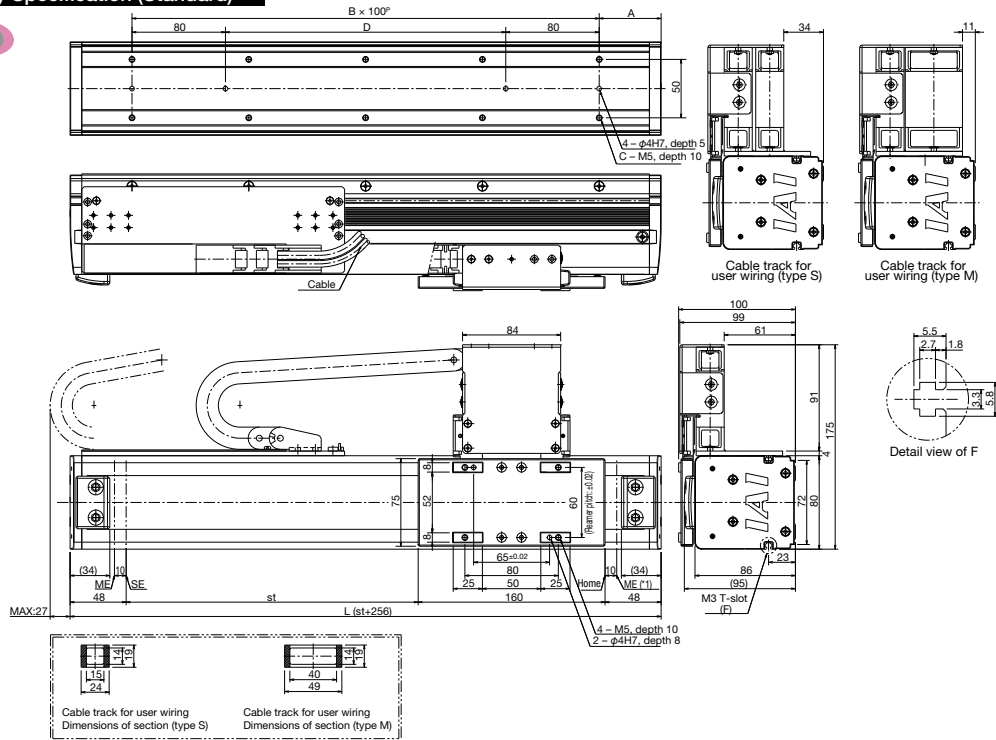 Specification (Standard)
B × 100P
A
80
D
80
50
4 – φ4H7, depth 5
C – M5, depth 10
34
11
IAI
IAI
Cable track for
user wiring (type S)
Cable track for
user wiring (type M)
Cable
84
100
99
61
5.5
2.7
1.8
3.3
5.8
Detail view of F
91
175
4
8
75
52
8
60
(Reamer pitch: ±0.02)
IAI
72
80
65±0.02
80
25
50
25
(34)
10
ME
SE
Home
10
(34)
ME (*1)
23
86
(95)
M3 T-slot
(F)
48
st
160
48
MAX:27
L (st+256)
4 – M5, depth 10
2 – φ4H7, depth 8
14
19
15
24
14
19
40
49
Cable track for user wiring
Dimensions of section (type S)
Cable track for user wiring
Dimensions of section (type M)